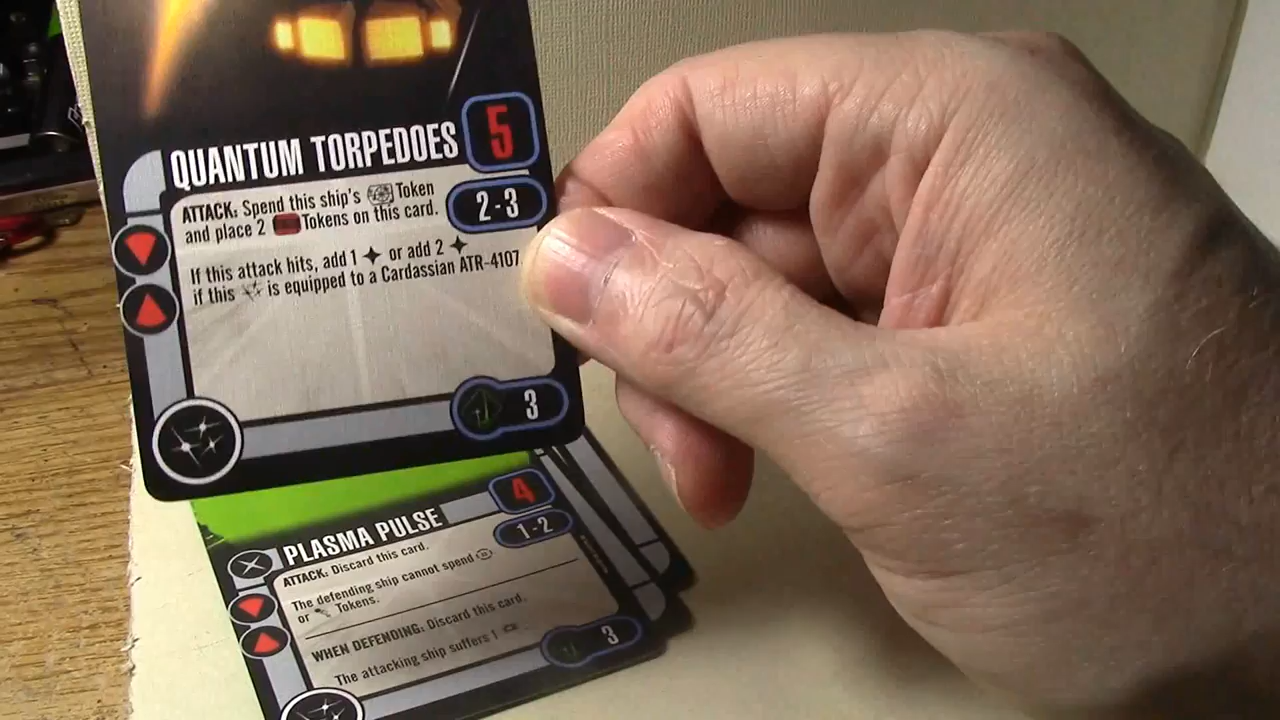 QUANTUM TORPEDOES
5
ATTACK: Spend this ship's Token
and place 2 Tokens on this card.
2-3
If this attack hits, add 1 or add 2
if this is equipped to a Cardassian ATR-4107.
3
PLASMA PULSE
4
ATTACK: Discard this card.
1-2
The defending ship cannot spend
or Tokens.
WHEN DEFENDING: Discard this card.
The attacking ship suffers 1
3